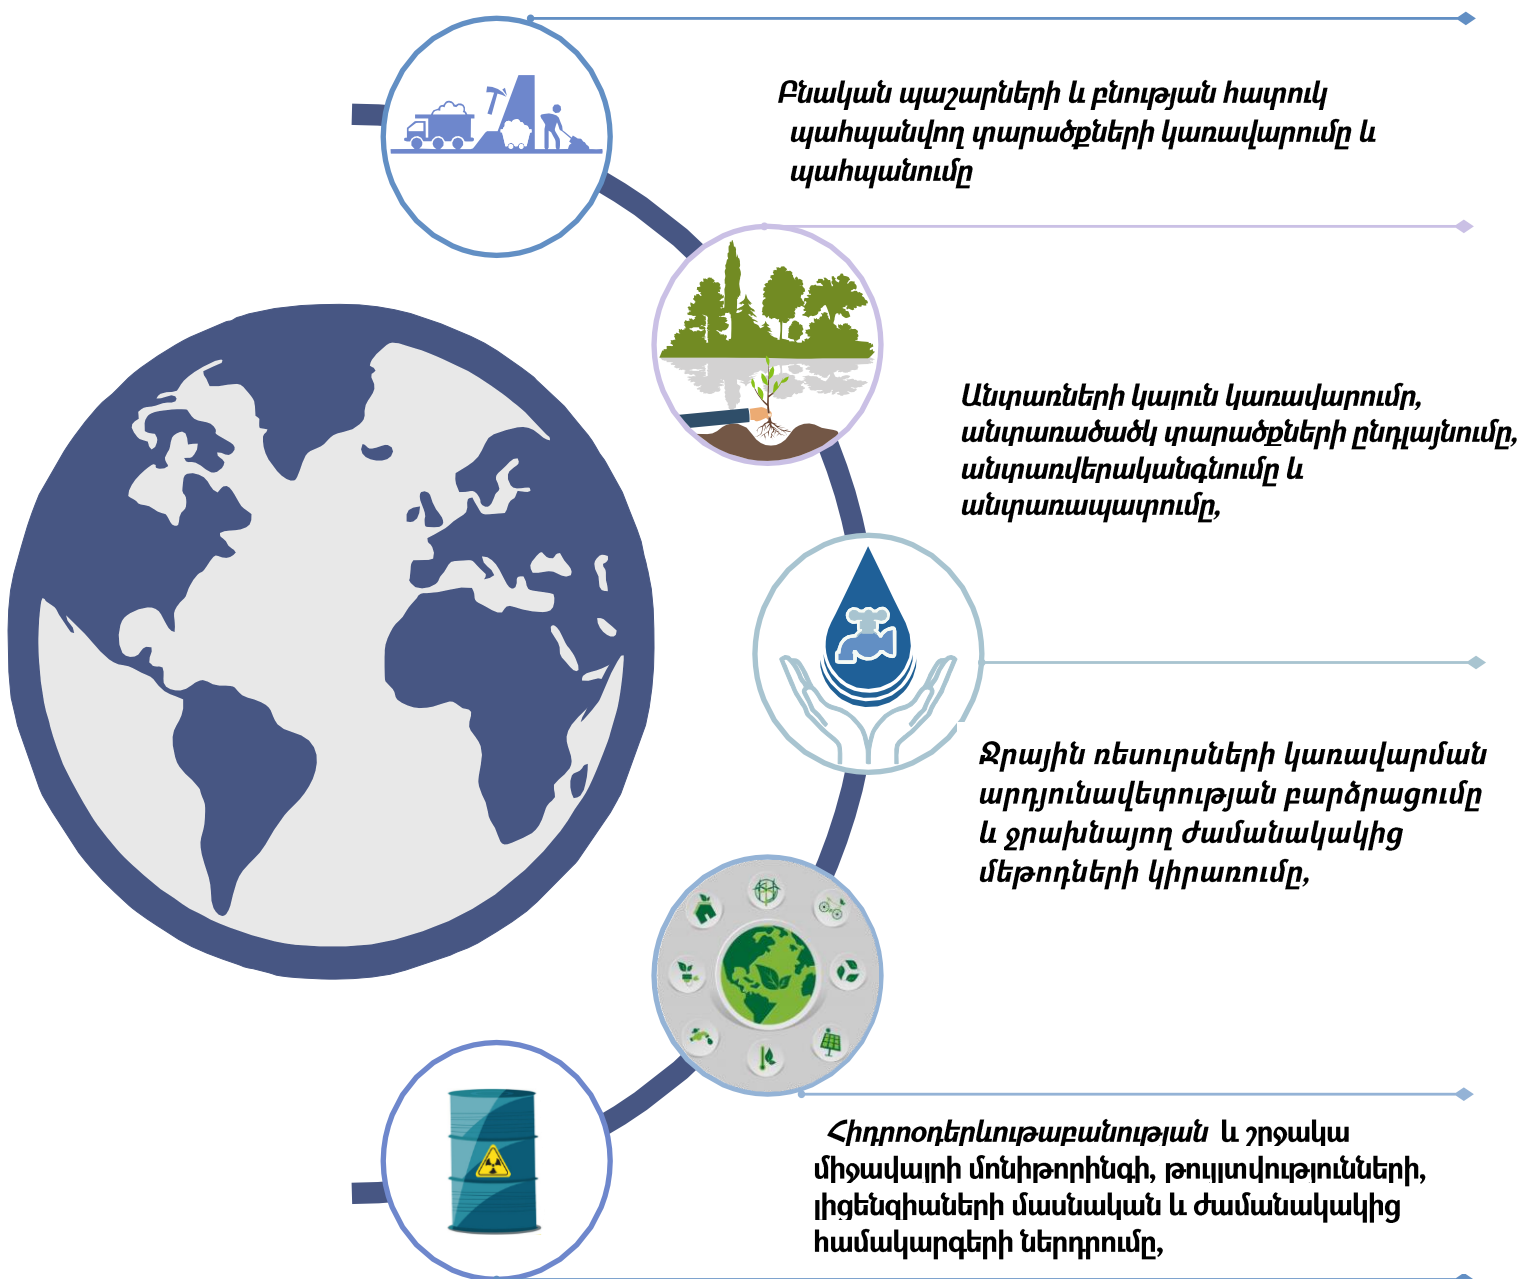 Բնական պաշարների և բնության հատուկ
պահպանվող տարածքների կառավարումը և
պահպանումը
Անտառների կայուն կառավարումը,
անտառածածկ տարածքների ընդլայնումը,
անտառվերականգնումը և
անտառապատումը,
Ջրային ռեսուրսների կառավարման
արդյունավետության բարձրացումը
և ջրախնայող ժամանակակից
մեթոդների կիրառումը,
Հիդրոօդերևութաբանության և շրջակա
միջավայրի մոնիթորինգի, թույլտվությունների,
լիցենզիաների մասնական և ժամանակակից
համակարգերի ներդրումը,